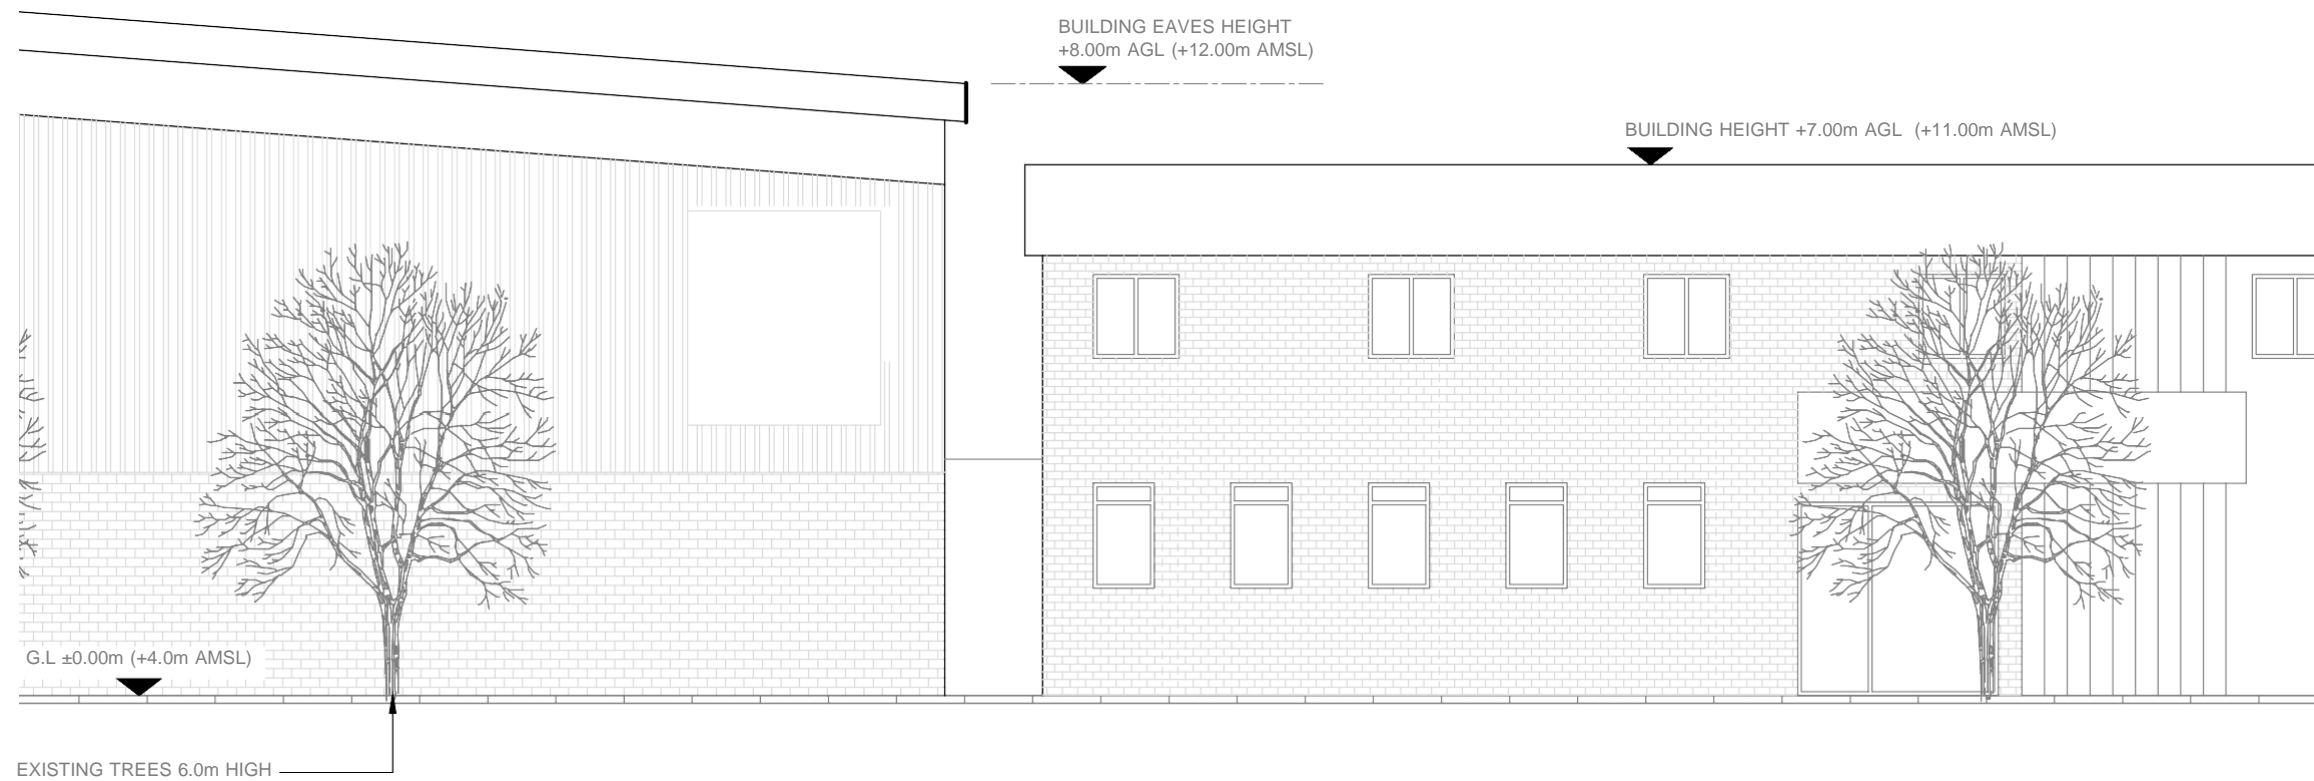 BUILDING EAVES HEIGHT
+8.00m AGL (+12.00m AMSL)
BUILDING HEIGHT +7.00m AGL (+11.00m AMSL)
G.L ±0.00m (+4.0m AMSL)
EXISTING TREES 6.0m HIGH